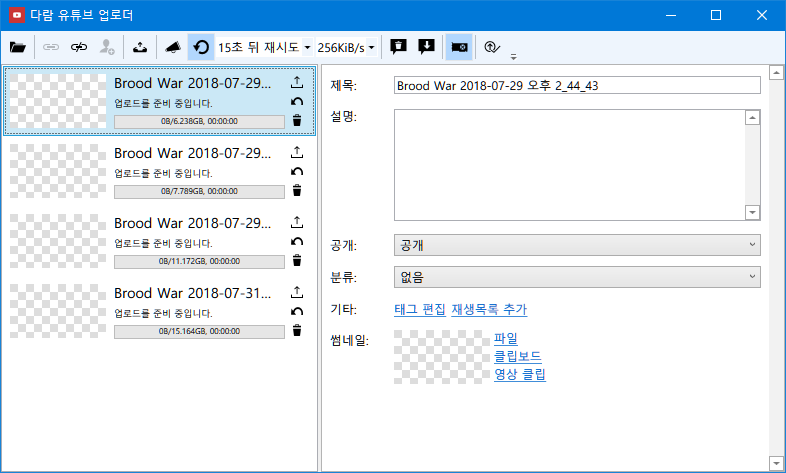 다람 유튜브 업로더
15초 뒤 재시도 256KiB/s
Brood War 2018-07-29...
업로드를 준비 중입니다.
0B/6.238GB, 00:00:00
Brood War 2018-07-29...
업로드를 준비 중입니다.
0B/7.789GB, 00:00:00
Brood War 2018-07-29...
업로드를 준비 중입니다.
0B/11.172GB, 00:00:00
Brood War 2018-07-31...
업로드를 준비 중입니다.
0B/15.164GB, 00:00:00
제목: Brood War 2018-07-29 오후 2_44_43
설명:
공개: 공개
분류: 없음
기타: 태그 편집 재생목록 추가
썸네일: 파일
클립보드
영상 클립